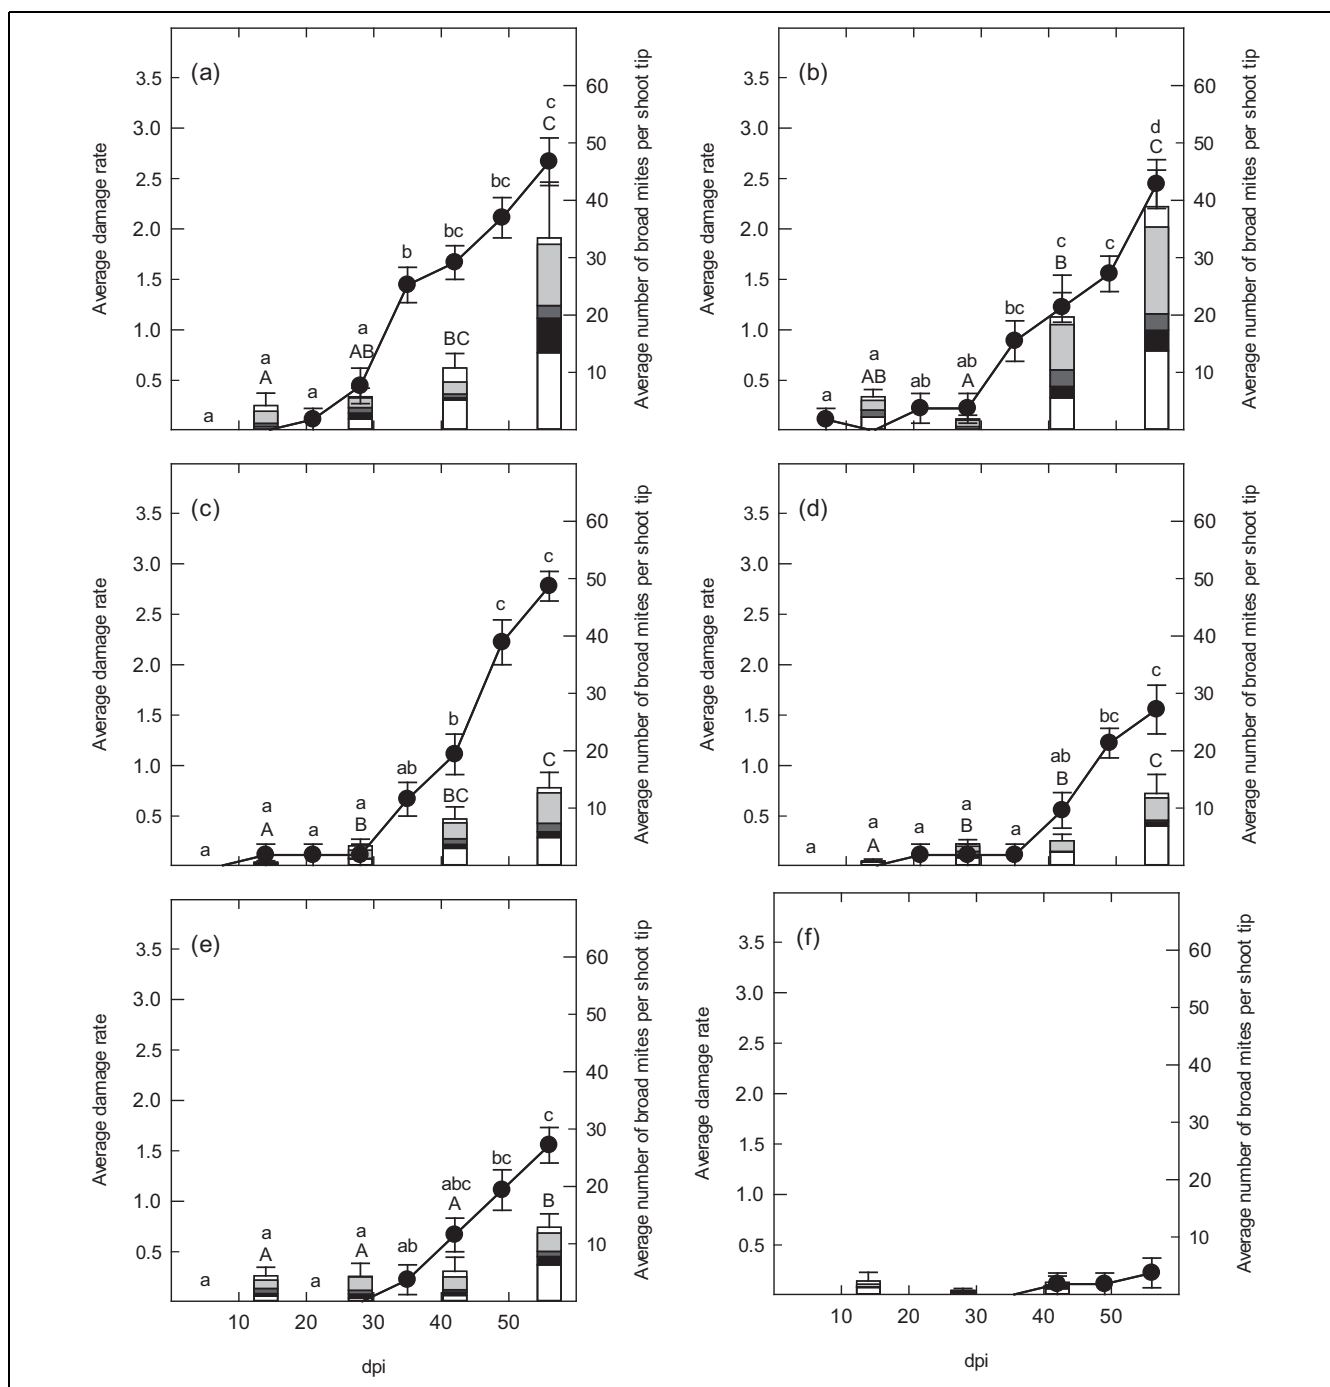 (a)
3.5
3.0
2.5
2.0
1.5
1.0
0.5
Average damage rate
60
50
40
30
20
10
Average number of broad mites per shoot tip
a
a
A
a
a
AB
b
bc
BC
bc
c
C
(b)
3.5
3.0
2.5
2.0
1.5
1.0
0.5
Average damage rate
60
50
40
30
20
10
Average number of broad mites per shoot tip
a
a
AB
ab
ab
A
bc
c
B
c
d
C
(c)
3.5
3.0
2.5
2.0
1.5
1.0
0.5
Average damage rate
60
50
40
30
20
10
Average number of broad mites per shoot tip
a
a
A
a
a
B
ab
b
BC
c
c
C
(d)
3.5
3.0
2.5
2.0
1.5
1.0
0.5
Average damage rate
60
50
40
30
20
10
Average number of broad mites per shoot tip
a
a
A
a
a
B
a
ab
B
bc
c
C
(e)
3.5
3.0
2.5
2.0
1.5
1.0
0.5
Average damage rate
60
50
40
30
20
10
Average number of broad mites per shoot tip
a
a
A
a
a
A
ab
abc
A
bc
c
B
10 20 30 40 50
dpi
(f)
3.5
3.0
2.5
2.0
1.5
1.0
0.5
Average damage rate
60
50
40
30
20
10
Average number of broad mites per shoot tip
10 20 30 40 50
dpi